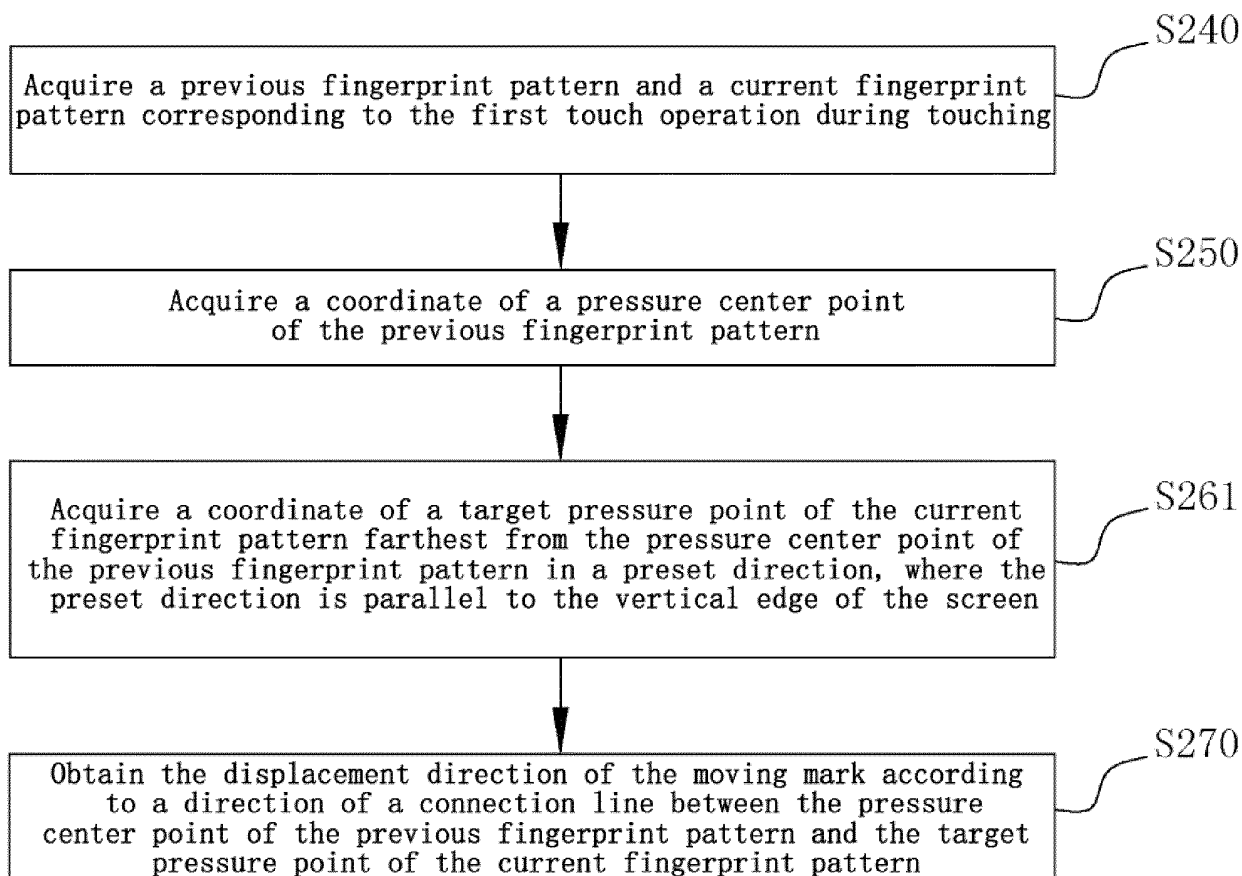 S240
Acquire a previous fingerprint pattern and a current fingerprint
pattern corresponding to the first touch operation during touching
S250
Acquire a coordinate of a pressure center point
of the previous fingerprint pattern
S261
Acquire a coordinate of a target pressure point of the current
fingerprint pattern farthest from the pressure center point of
the previous fingerprint pattern in a preset direction, where the
preset direction is parallel to the vertical edge of the screen
S270
Obtain the displacement direction of the moving mark according
to a direction of a connection line between the pressure
center point of the previous fingerprint pattern and the target
pressure point of the current fingerprint pattern